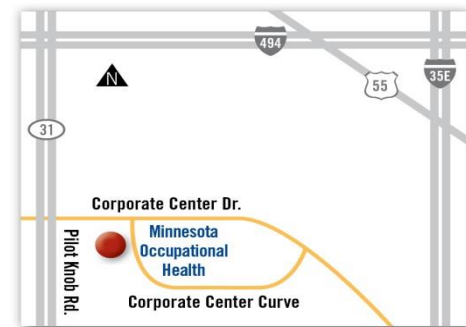 494
N
55
35E
31
Corporate Center Dr.
Pilot Knob Rd.
Minnesota
Occupational
Health
Corporate Center Curve